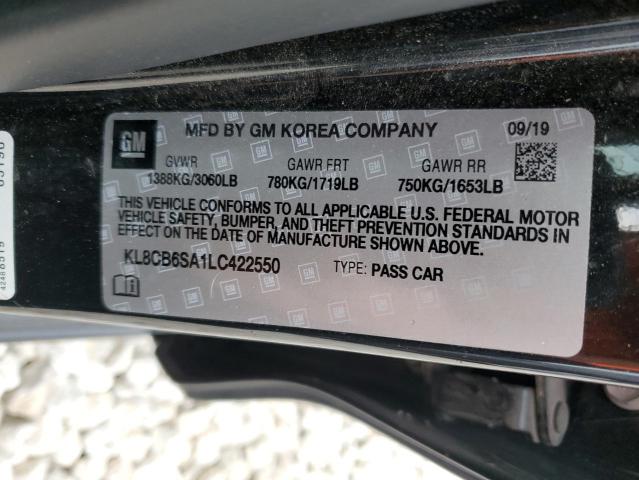 GM
MFD BY GM KOREA COMPANY 09/19
GVWR GAWR FRT GAWR RR
1388KG/3060LB 780KG/1719LB 750KG/1653LB
THIS VEHICLE CONFORMS TO ALL APPLICABLE U.S. FEDERAL MOTOR
VEHICLE SAFETY, BUMPER, AND THEFT PREVENTION STANDARDS IN
EFFECT ON THE DATE OF MANUFACTURE SHOWN ABOVE.
KL8CB6SA1LC422550 TYPE: PASS CAR